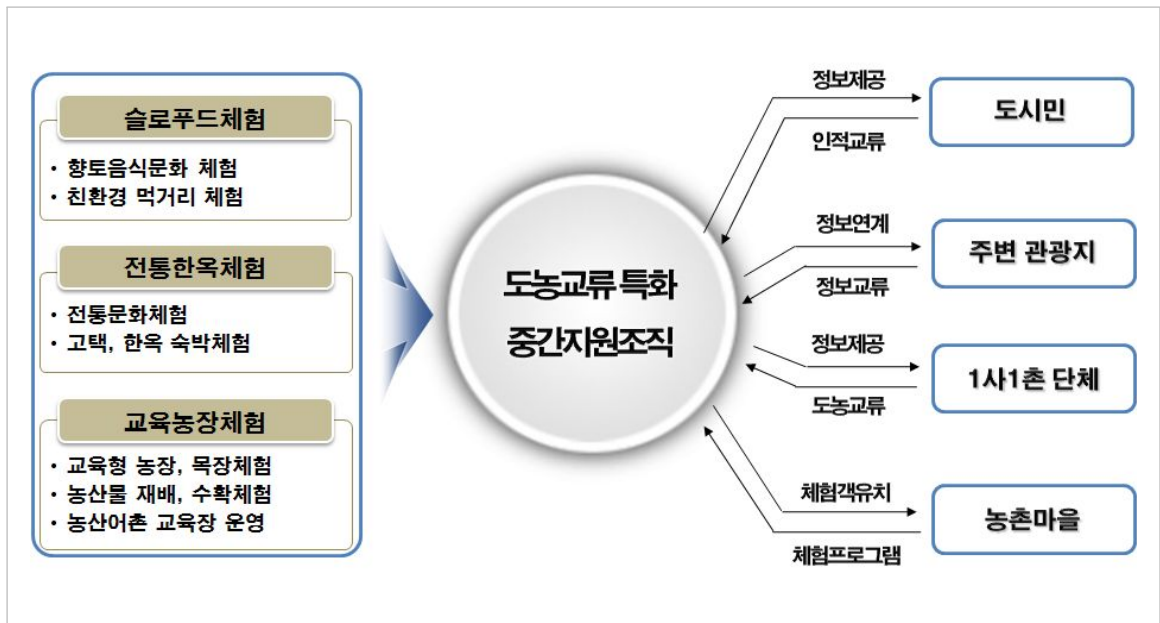 슬로푸드체험
• 향토음식문화 체험
• 친환경 먹거리 체험
전통한옥체험
• 전통문화체험
• 고택, 한옥 숙박체험
교육농장체험
• 교육형 농장, 목장체험
• 농산물 재배, 수확체험
• 농산어촌 교육장 운영
도농교류 특화
중간지원조직
정보제공
인적교류
도시민
정보연계
정보교류
주변 관광지
정보제공
도농교류
1사1촌 단체
체험객유치
체험프로그램
농촌마을